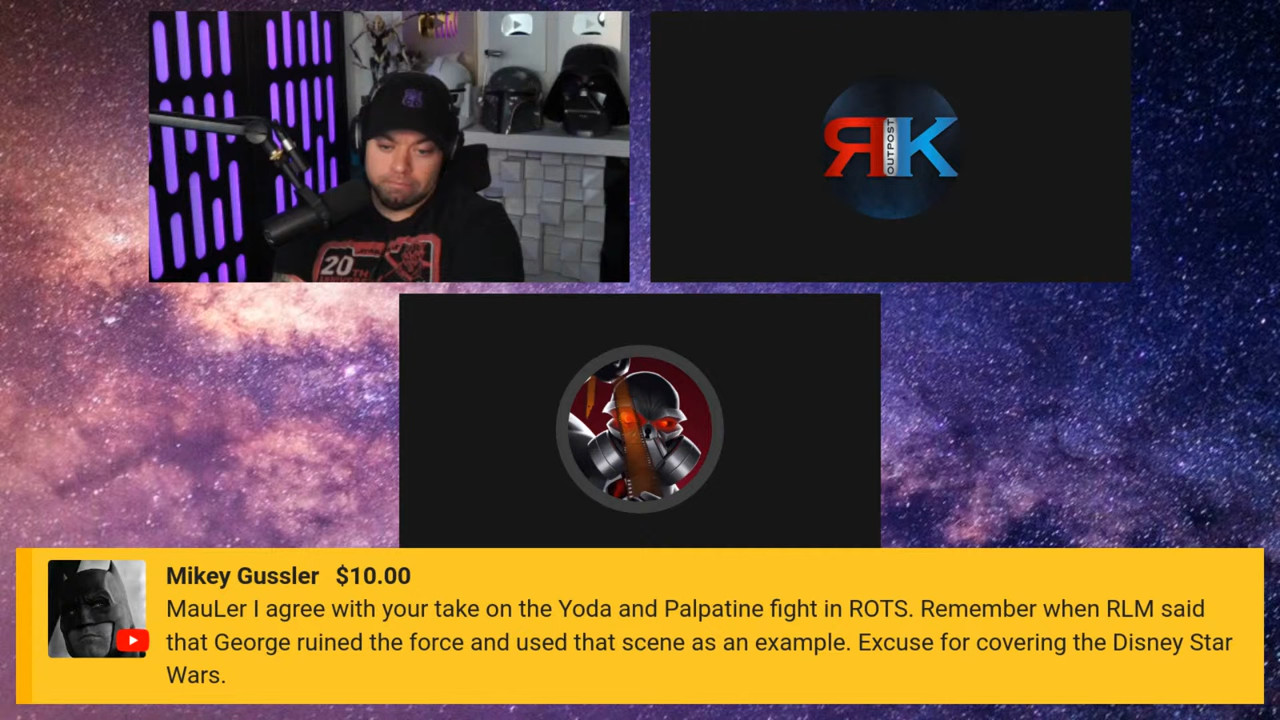 ЯK
OUTPOST
20TH
Mikey Gussler $10.00
MauLer I agree with your take on the Yoda and Palpatine fight in ROTS. Remember when RLM said
that George ruined the force and used that scene as an example. Excuse for covering the Disney Star
Wars.